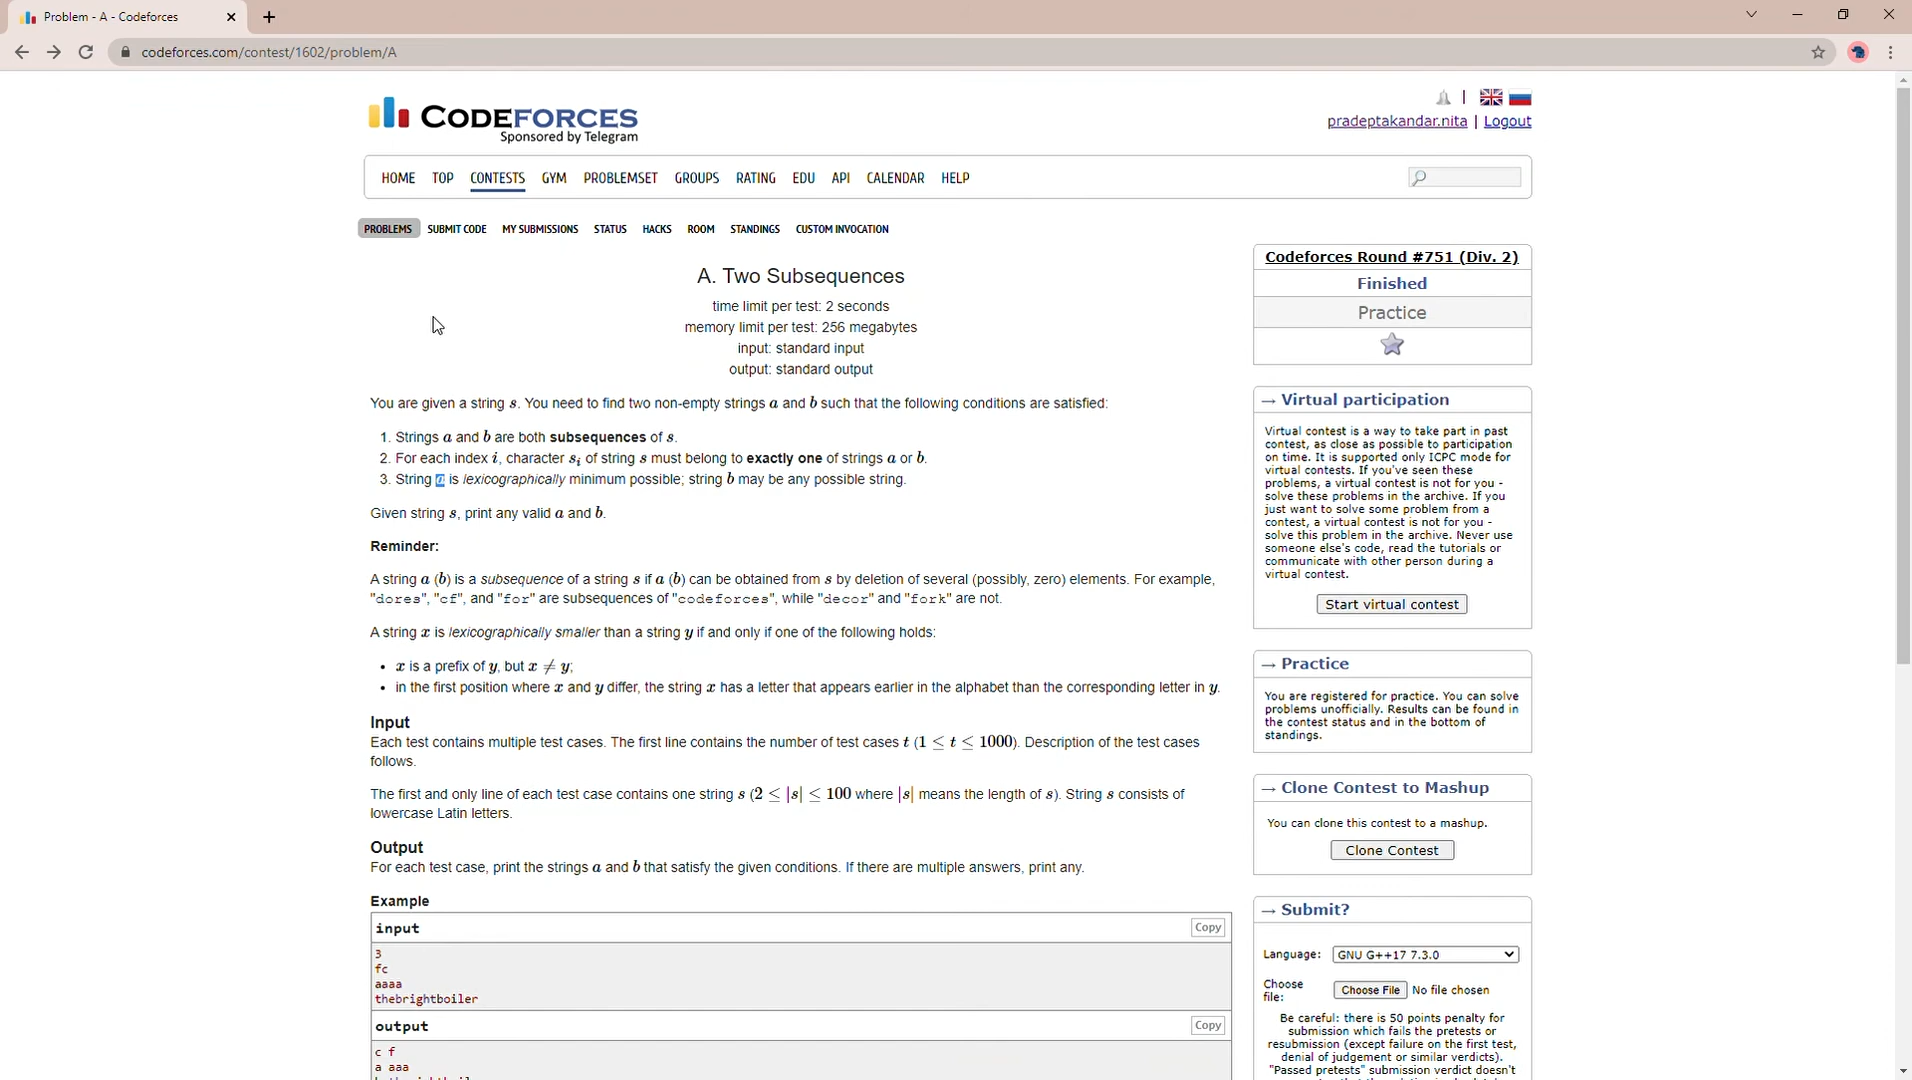 Problem - A - Codeforces
codeforces.com/contest/1602/problem/A
CODEFORCES
Sponsored by Telegram
pradeptakandar.nita | Logout
HOME TOP CONTESTS GYM PROBLEMSET GROUPS RATING EDU API CALENDAR HELP
PROBLEMS SUBMIT CODE MY SUBMISSIONS STATUS HACKS ROOM STANDINGS CUSTOM INVOCATION
A. Two Subsequences
time limit per test: 2 seconds
memory limit per test: 256 megabytes
input: standard input
output: standard output
You are given a string s. You need to find two non-empty strings a and b such that the following conditions are satisfied:
1. Strings a and b are both subsequences of s.
2. For each index i, character s_i of string s must belong to exactly one of strings a or b.
3. String a is lexicographically minimum possible; string b may be any possible string.
Given string s, print any valid a and b.
Reminder:
A string a (b) is a subsequence of a string s if a (b) can be obtained from s by deletion of several (possibly, zero) elements. For example,
"dores", "cf", and "for" are subsequences of "codeforces", while "decor" and "fork" are not.
A string x is lexicographically smaller than a string y if and only if one of the following holds:
• x is a prefix of y, but x ≠ y;
• in the first position where x and y differ, the string x has a letter that appears earlier in the alphabet than the corresponding letter in y.
Input
Each test contains multiple test cases. The first line contains the number of test cases t (1 ≤ t ≤ 1000). Description of the test cases
follows.
The first and only line of each test case contains one string s (2 ≤ |s| ≤ 100 where |s| means the length of s). String s consists of
lowercase Latin letters.
Output
For each test case, print the strings a and b that satisfy the given conditions. If there are multiple answers, print any.
Example
input Copy
3
fc
aaaa
thebrightboiler
output Copy
c f
a aaa
Codeforces Round #751 (Div. 2)
Finished
Practice
→ Virtual participation
Virtual contest is a way to take part in past
contest, as close as possible to participation
on time. It is supported only ICPC mode for
virtual contests. If you've seen these
problems, a virtual contest is not for you -
solve these problems in the archive. If you
just want to solve some problem from a
contest, a virtual contest is not for you -
solve this problem in the archive. Never use
someone else's code, read the tutorials or
communicate with other person during a
virtual contest.
Start virtual contest
→ Practice
You are registered for practice. You can solve
problems unofficially. Results can be found in
the contest status and in the bottom of
standings.
→ Clone Contest to Mashup
You can clone this contest to a mashup.
Clone Contest
→ Submit?
Language: GNU G++17 7.3.0
Choose
file:
Choose File No file chosen
Be careful: there is 50 points penalty for
submission which fails the pretests or
resubmission (except failure on the first test,
denial of judgement or similar verdicts).
"Passed pretests" submission verdict doesn't